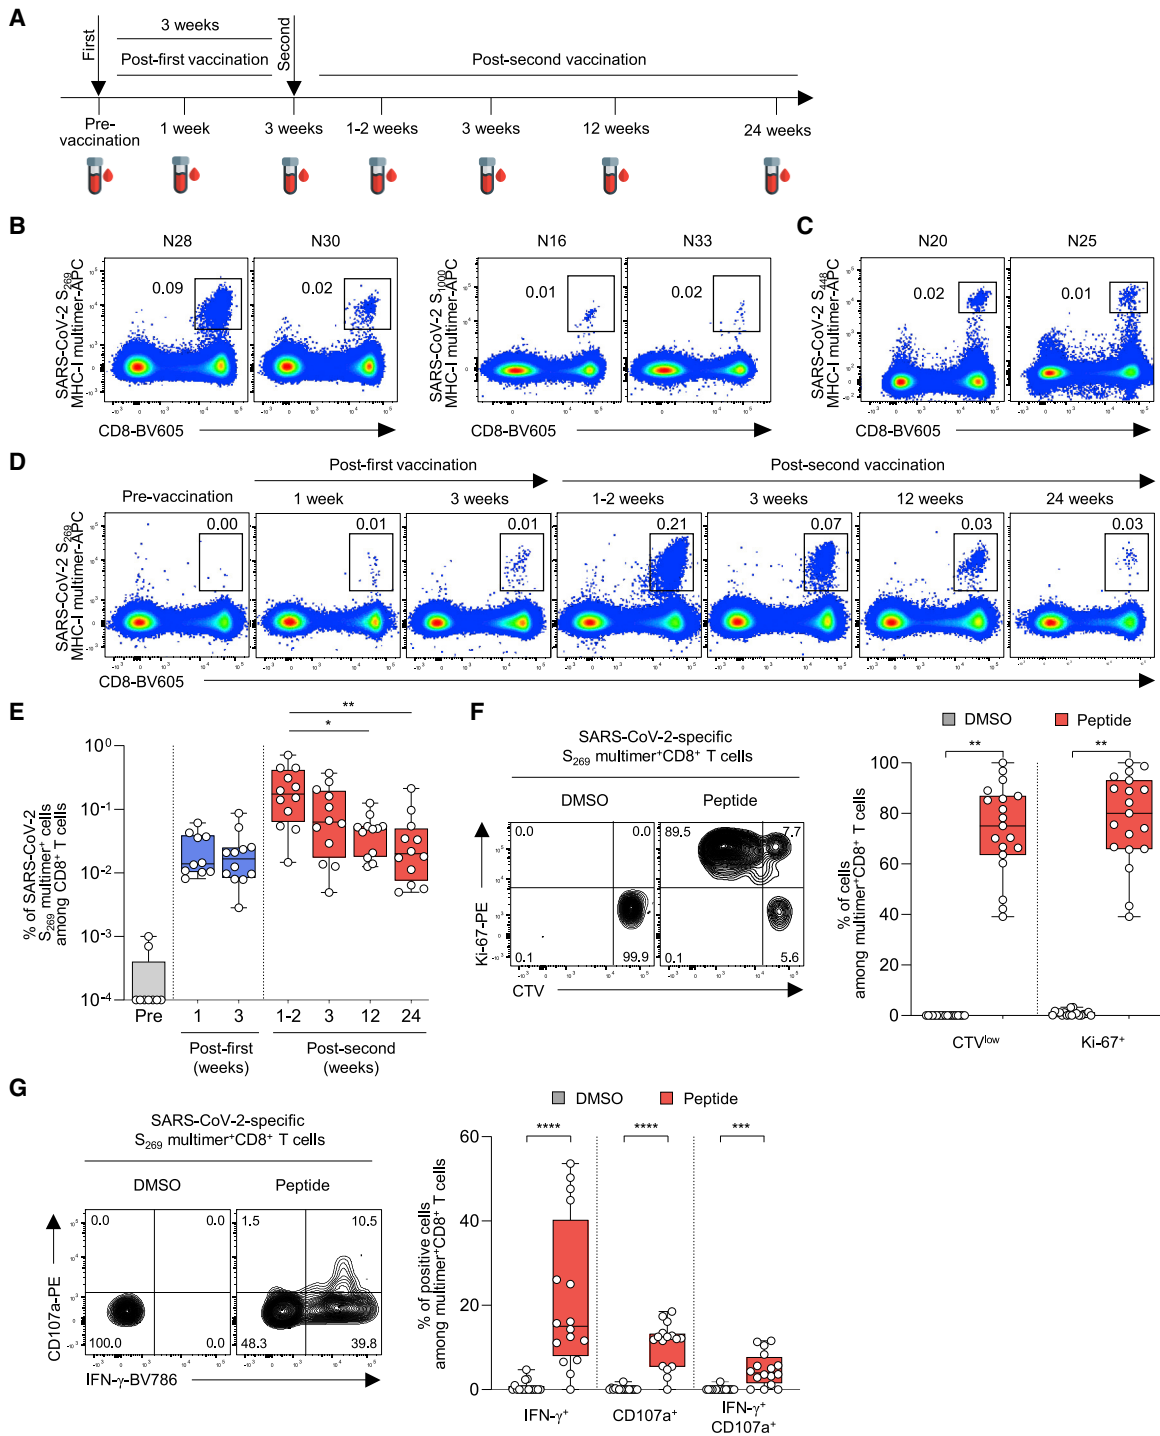 A
First
3 weeks
Post-first vaccination
Second
Post-second vaccination
Pre-
vaccination
1 week
3 weeks
1-2 weeks
3 weeks
12 weeks
24 weeks
B
N28
N30
N16
N33
SARS-CoV-2 S269
MHC-I multimer-APC
0.09
0.02
CD8-BV605
SARS-CoV-2 S1000
MHC-I multimer-APC
0.01
0.02
CD8-BV605
C
N20
N25
SARS-CoV-2 S448
MHC-I multimer-APC
0.02
0.01
CD8-BV605
D
Post-first vaccination
Post-second vaccination
Pre-vaccination
1 week
3 weeks
1-2 weeks
3 weeks
12 weeks
24 weeks
SARS-CoV-2 S269
MHC-I multimer-APC
0.00
0.01
0.01
0.21
0.07
0.03
0.03
CD8-BV605
E
% of SARS-CoV-2
S269 multimer+ cells
among CD8+ T cells
10^0
10^-1
10^-2
10^-3
10^-4
**
*
Pre
1
3
1-2
3
12
24
Post-first
(weeks)
Post-second
(weeks)
F
SARS-CoV-2-specific
S269 multimer+CD8+ T cells
DMSO
Peptide
0.0
0.0
0.1
99.9
89.5
7.7
0.1
5.6
Ki-67-PE
CTV
DMSO
Peptide
% of cells
among multimer+CD8+ T cells
100
80
60
40
20
0
**
**
CTVlow
Ki-67+
G
SARS-CoV-2-specific
S269 multimer+CD8+ T cells
DMSO
Peptide
0.0
0.0
100.0
0.0
1.5
10.5
48.3
39.8
CD107a-PE
IFN-γ-BV786
DMSO
Peptide
% of positive cells
among multimer+CD8+ T cells
60
40
20
0
****
****
***
IFN-γ+
CD107a+
IFN-γ+
CD107a+